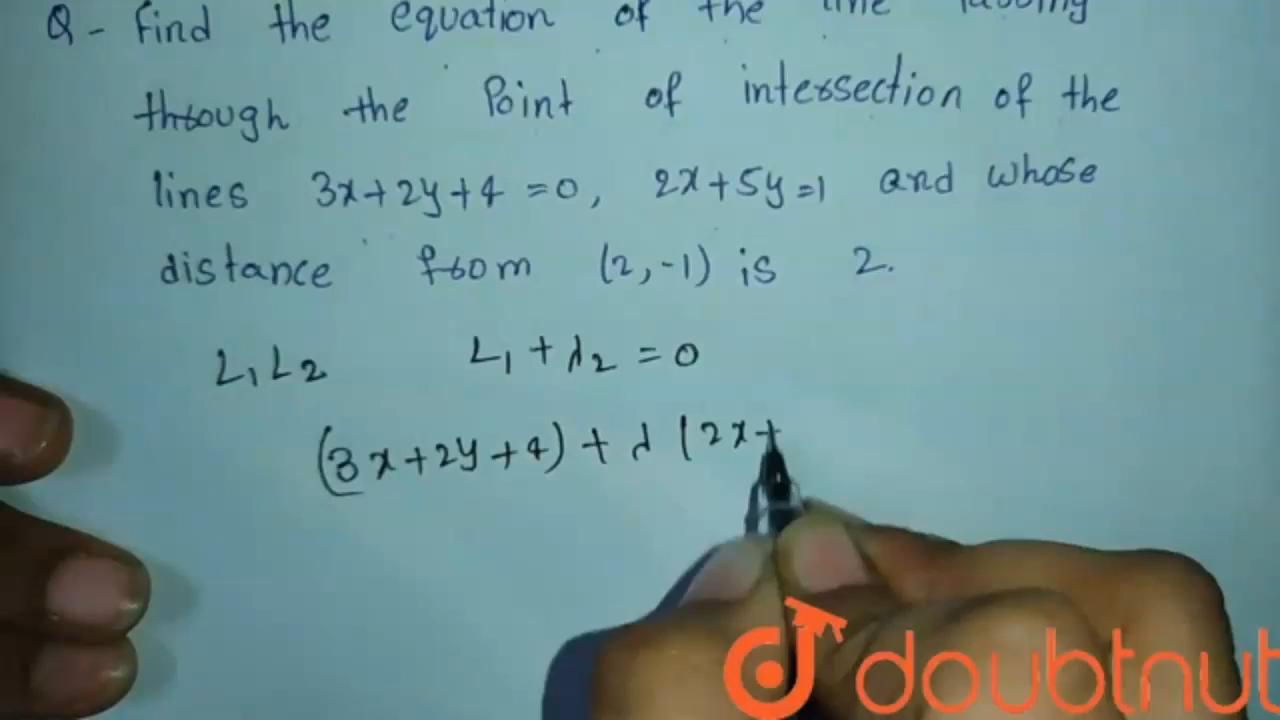 Q - Find the equation of the line
through the Point of intersection of the
lines 3x+2y+4=0, 2x+5y=1 and whose
distance from (2,-1) is 2.
L₁L₂ L₁+λ₂=0
(3x+2y+4)+λ(2x+
doubtnut